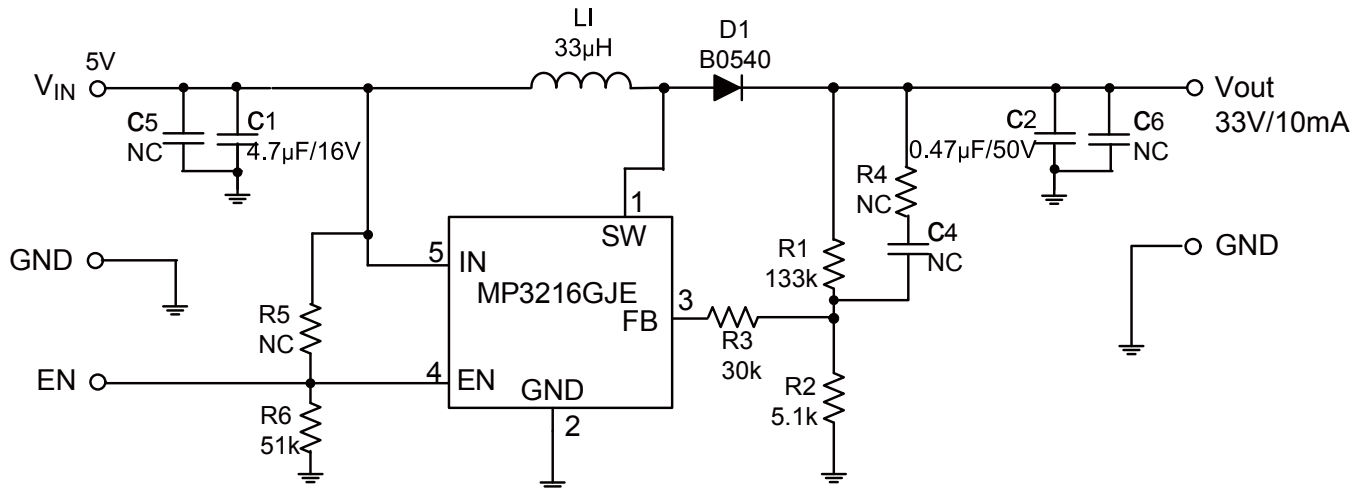 LI
33µH
D1
B0540
5V
VIN
Vout
33V/10mA
C5
NC
C1
4.7µF/16V
C2
0.47µF/50V
C6
NC
R4
NC
C4
NC
1
SW
GND
GND
5
IN
MP3216GJE
3
FB
R1
133k
R5
NC
R3
30k
EN
4
EN
GND
2
R6
51k
R2
5.1k